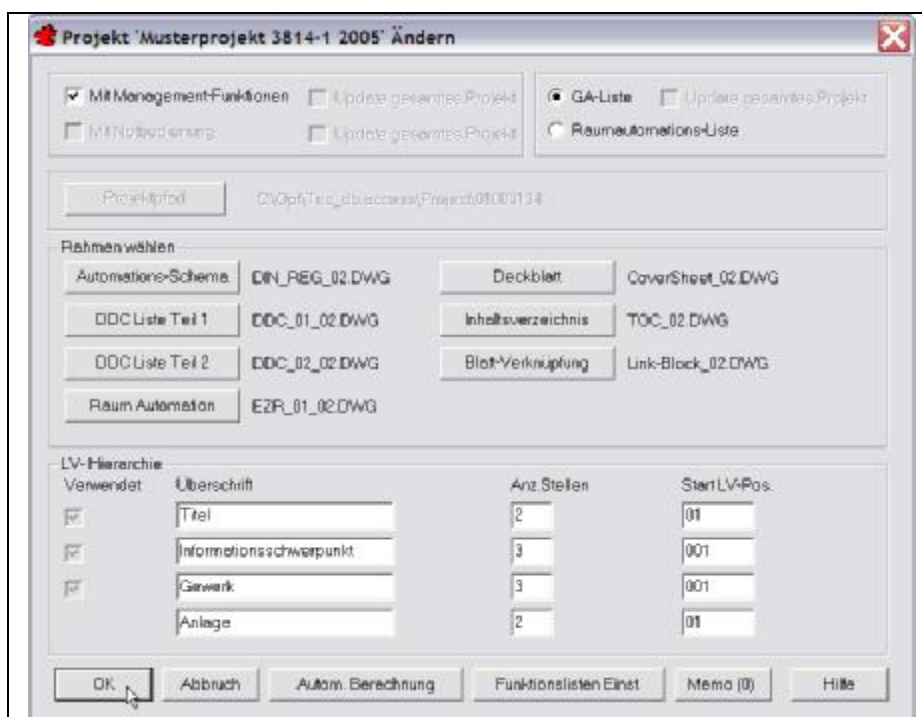 Projekt 'Musterprojekt 3814-1 2005' Ändern
Mit Management-Funktionen
Update gesamtes Projekt
GA-Liste
Update gesamtes Projekt
Mit Notbedienung
Update gesamtes Projekt
Raumautomations-Liste
Projektpfad
Rahmen wählen
Automations-Schema
DIN_REG_02.DWG
Deckblatt
CoverSheet_02.DWG
DDC Liste Teil 1
DDC_01_02.DWG
Inhaltsverzeichnis
TOC_02.DWG
DDC Liste Teil 2
DDC_02_02.DWG
Blatt-Verknüpfung
Link-Block_02.DWG
Raum Automation
EZR_01_02.DWG
LV-Hierarchie
Verwendet
Überschrift
Anz.Stellen
Start LV-Pos.
Titel
2
01
Informationsschwerpunkt
3
001
Gewerk
3
001
Anlage
2
01
OK
Abbruch
Autom. Berechnung
Funktionslisten Einst
Memo (0)
Hilfe